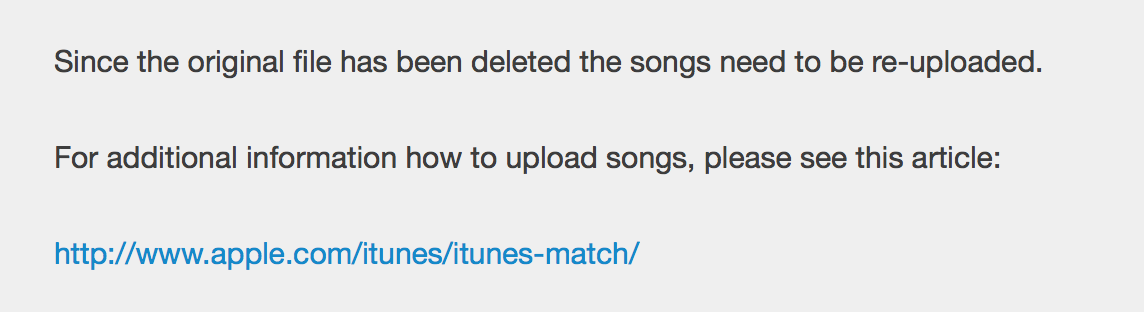 Since the original file has been deleted the songs need to be re-uploaded.
For additional information how to upload songs, please see this article:
http://www.apple.com/itunes/itunes-match/